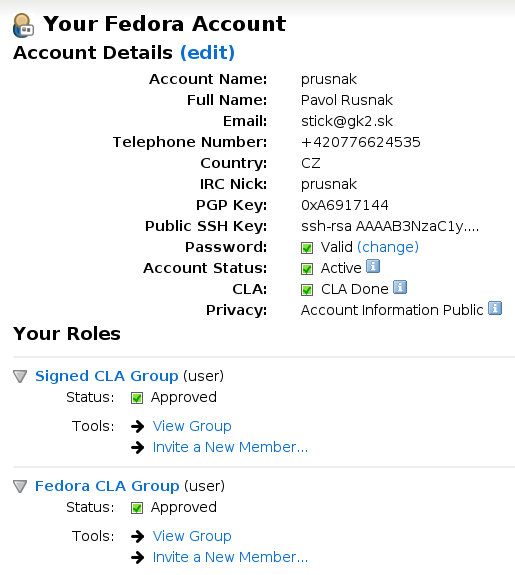 Your Fedora Account
Account Details (edit)
Account Name: prusnak
Full Name: Pavol Rusnak
Email: stick@gk2.sk
Telephone Number: +420776624535
Country: CZ
IRC Nick: prusnak
PGP Key: 0xA6917144
Public SSH Key: ssh-rsa AAAAB3NzaC1y....
Password: Valid (change)
Account Status: Active i
CLA: CLA Done i
Privacy: Account Information Public i
Your Roles
Signed CLA Group (user)
Status: Approved
Tools: View Group
Invite a New Member...
Fedora CLA Group (user)
Status: Approved
Tools: View Group
Invite a New Member...